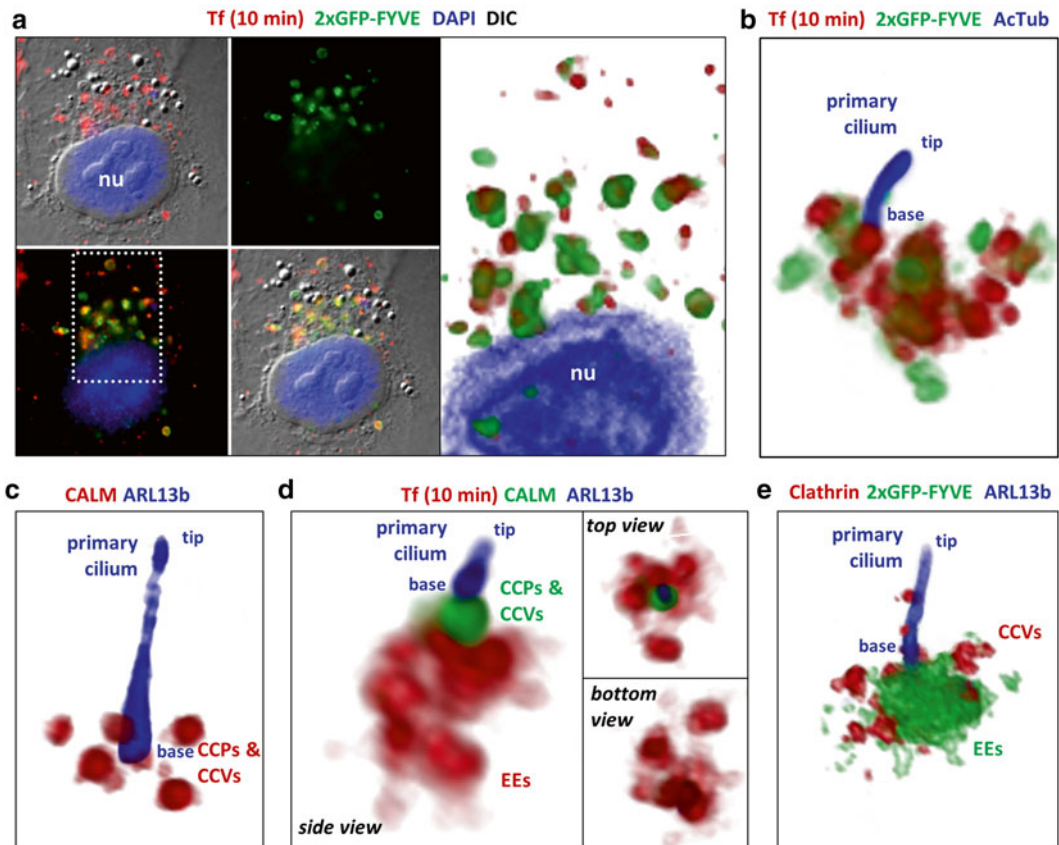 a
Tf (10 min) 2xGFP-FYVE DAPI DIC
nu
nu
b
Tf (10 min) 2xGFP-FYVE AcTub
primary
cilium
tip
base
c
CALM ARL13b
primary
cilium
tip
base
CCPs &
CCVs
d
Tf (10 min) CALM ARL13b
primary
cilium
tip
base
CCPs &
CCVs
EEs
side view
top view
bottom
view
e
Clathrin 2xGFP-FYVE ARL13b
primary
cilium
tip
base
CCVs
EEs